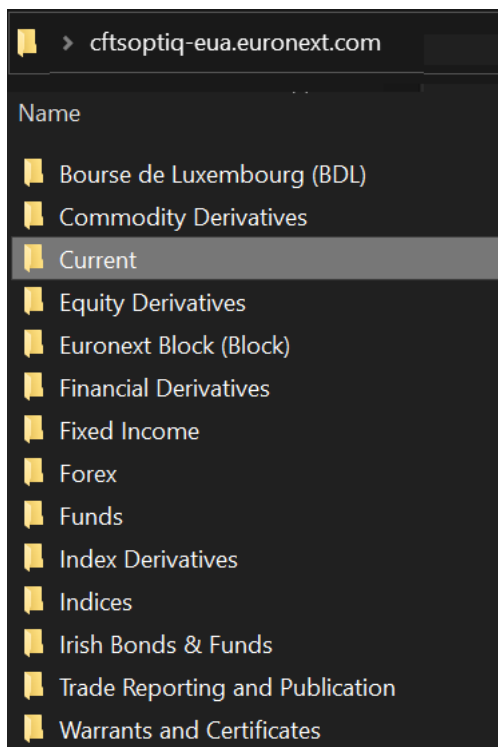 > cftsoptiq-eua.euronext.com
Name
Bourse de Luxembourg (BDL)
Commodity Derivatives
Current
Equity Derivatives
Euronext Block (Block)
Financial Derivatives
Fixed Income
Forex
Funds
Index Derivatives
Indices
Irish Bonds & Funds
Trade Reporting and Publication
Warrants and Certificates